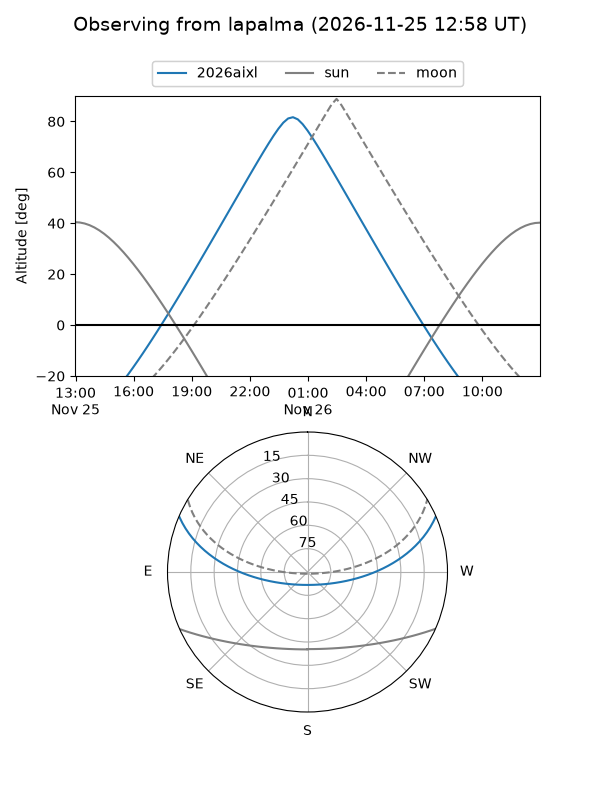 Observing from lapalma (2026-11-25 12:58 UT)
2026aixl sun moon
Altitude [deg]
80
60
40
20
0
−20
13:00 16:00 19:00 22:00 01:00 04:00 07:00 10:00
Nov 25 Nov 26
N
NE NW
15
30
45
60
75
E W
SE SW
S